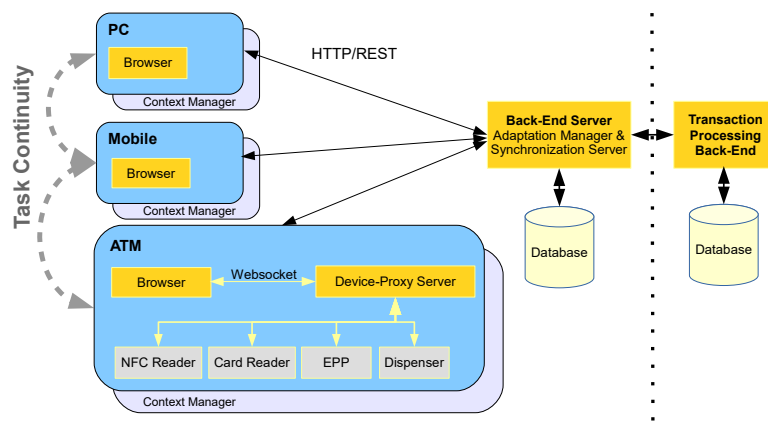 PC
Browser
Context Manager
HTTP/REST
Task Continuity
Mobile
Browser
Context Manager
Back-End Server
Adaptation Manager &
Synchronization Server
Transaction
Processing
Back-End
Database
Database
ATM
Browser
Websocket
Device-Proxy Server
NFC Reader
Card Reader
EPP
Dispenser
Context Manager